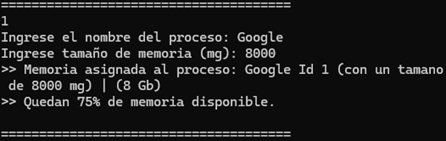 =====================================
1
Ingrese el nombre del proceso: Google
Ingrese tamaño de memoria (mg): 8000
>> Memoria asignada al proceso: Google Id 1 (con un tamano
de 8000 mg) | (8 Gb)
>> Quedan 75% de memoria disponible.
=====================================